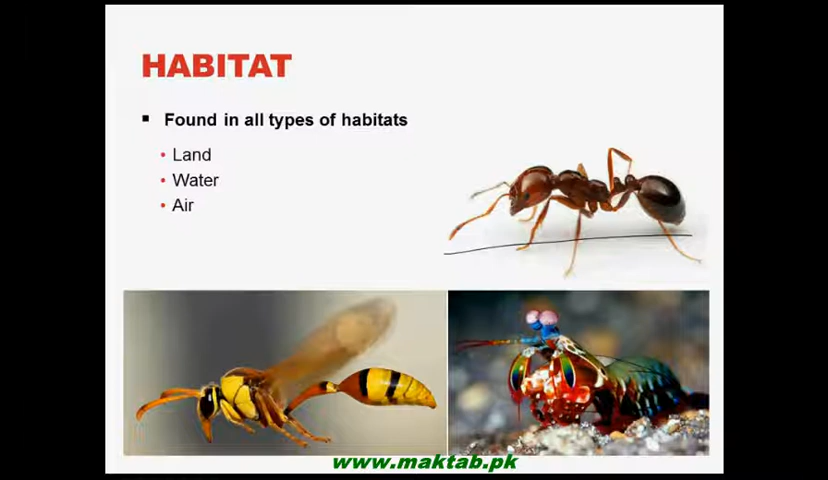 HABITAT
▪ Found in all types of habitats
• Land
• Water
• Air
www.maktab.pk